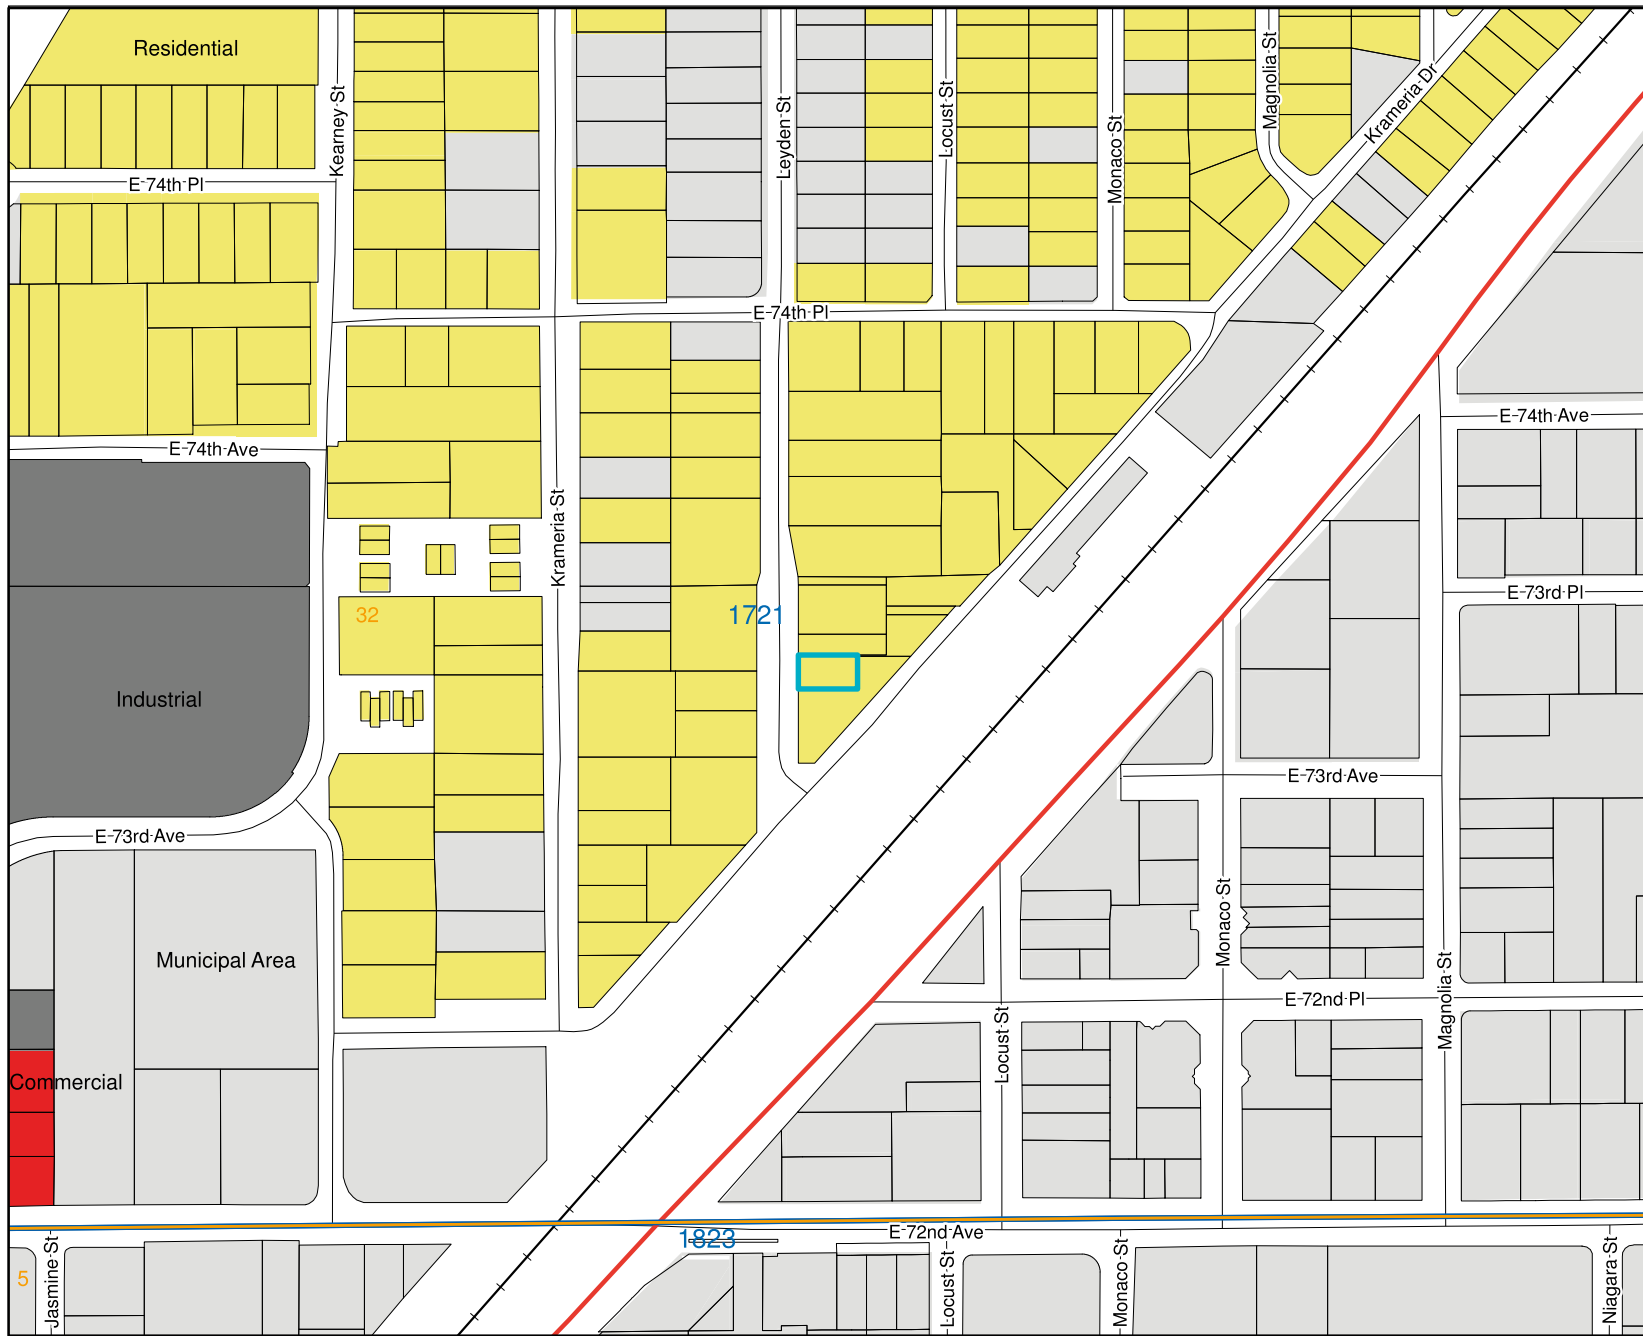 Residential
Kearney St
Leyden St
Locust St
Monaco St
Magnolia St
Krameria Dr
E 74th Pl
E 74th Pl
E 74th Ave
E 74th Ave
Krameria St
E 73rd Pl
32
1721
Industrial
E 73rd Ave
E 73rd Ave
Monaco St
Municipal Area
Magnolia St
E 72nd Pl
Locust St
Commercial
E 72nd Ave
1823
5
Jasmine St
Locust St
Monaco St
Niagara St